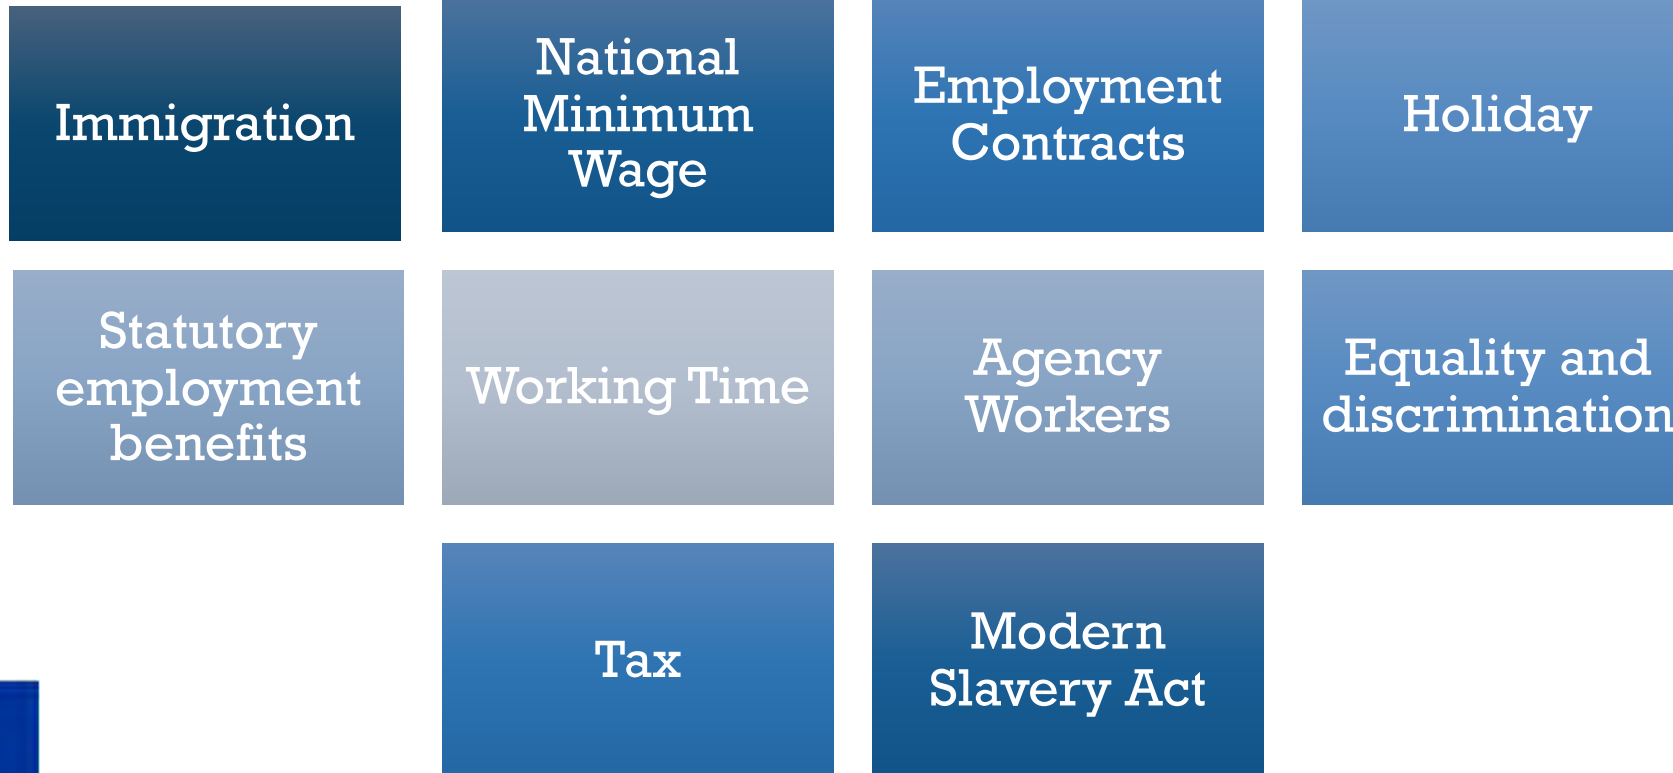 Immigration
National
Minimum
Wage
Employment
Contracts
Holiday
Statutory
employment
benefits
Working Time
Agency
Workers
Equality and
discrimination
Tax
Modern
Slavery Act